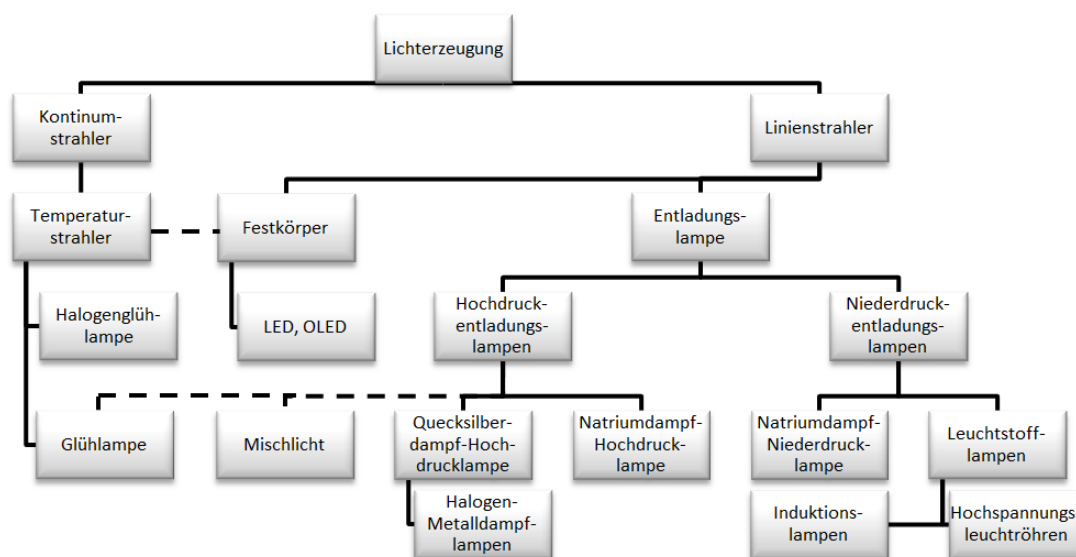 Lichterzeugung
Kontinum-
strahler
Linienstrahler
Temperatur-
strahler
Festkörper
Entladungs-
lampe
Halogenglüh-
lampe
LED, OLED
Hochdruck-
entladungs-
lampen
Niederdruck-
entladungs-
lampen
Glühlampe
Mischlicht
Quecksilber-
dampf-Hoch-
drucklampe
Natriumdampf-
Hochdruck-
lampe
Natriumdampf-
Niederdruck-
lampe
Leuchtstoff-
lampen
Halogen-
Metalldampf-
lampen
Induktions-
lampen
Hochspannungs
leuchtröhren